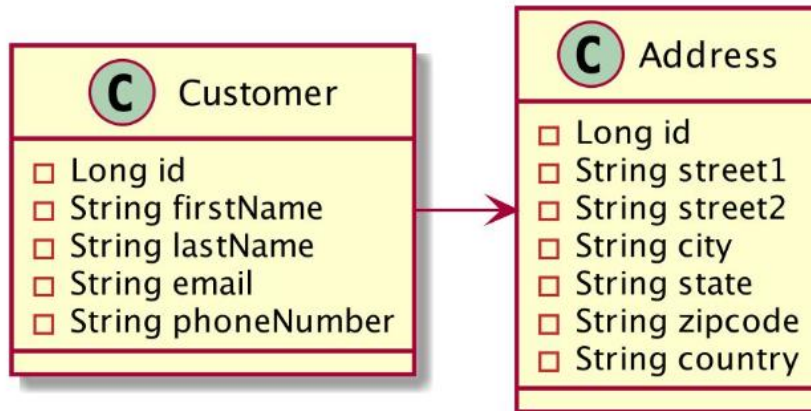 C Customer
Long id
String firstName
String lastName
String email
String phoneNumber
C Address
Long id
String street1
String street2
String city
String state
String zipcode
String country